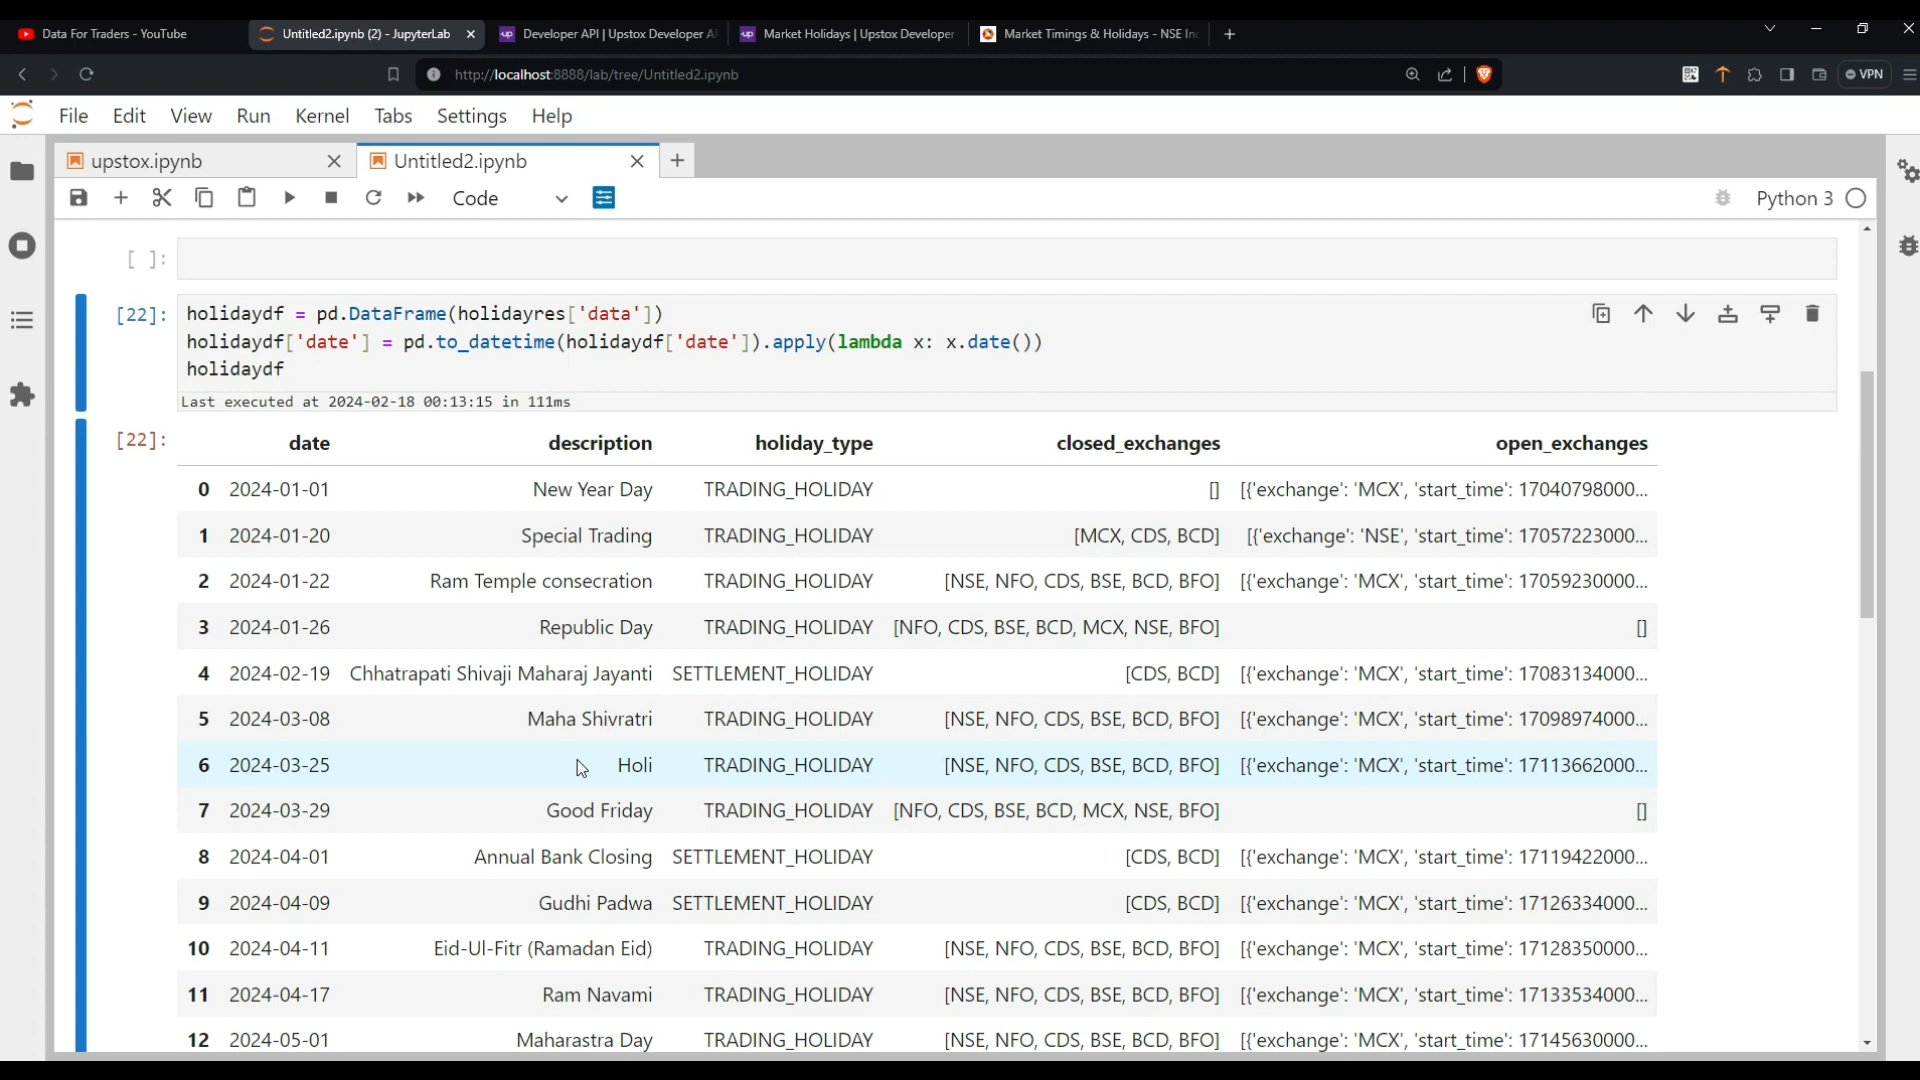 Data For Traders - YouTube
Untitled2.ipynb (2) - JupyterLab
Developer API | Upstox Developer A
Market Holidays | Upstox Developer
Market Timings & Holidays - NSE In
http://localhost:8888/lab/tree/Untitled2.ipynb
VPN
File Edit View Run Kernel Tabs Settings Help
upstox.ipynb
Untitled2.ipynb
Code
Python 3
[ ]:
[22]: holidaydf = pd.DataFrame(holidayres['data'])
holidaydf['date'] = pd.to_datetime(holidaydf['date']).apply(lambda x: x.date())
holidaydf
Last executed at 2024-02-18 00:13:15 in 111ms
[22]: date description holiday_type closed_exchanges open_exchanges
0 2024-01-01 New Year Day TRADING_HOLIDAY [] [{'exchange': 'MCX', 'start_time': 17040798000...
1 2024-01-20 Special Trading TRADING_HOLIDAY [MCX, CDS, BCD] [{'exchange': 'NSE', 'start_time': 17057223000...
2 2024-01-22 Ram Temple consecration TRADING_HOLIDAY [NSE, NFO, CDS, BSE, BCD, BFO] [{'exchange': 'MCX', 'start_time': 17059230000...
3 2024-01-26 Republic Day TRADING_HOLIDAY [NFO, CDS, BSE, BCD, MCX, NSE, BFO] []
4 2024-02-19 Chhatrapati Shivaji Maharaj Jayanti SETTLEMENT_HOLIDAY [CDS, BCD] [{'exchange': 'MCX', 'start_time': 17083134000...
5 2024-03-08 Maha Shivratri TRADING_HOLIDAY [NSE, NFO, CDS, BSE, BCD, BFO] [{'exchange': 'MCX', 'start_time': 17098974000...
6 2024-03-25 Holi TRADING_HOLIDAY [NSE, NFO, CDS, BSE, BCD, BFO] [{'exchange': 'MCX', 'start_time': 17113662000...
7 2024-03-29 Good Friday TRADING_HOLIDAY [NFO, CDS, BSE, BCD, MCX, NSE, BFO] []
8 2024-04-01 Annual Bank Closing SETTLEMENT_HOLIDAY [CDS, BCD] [{'exchange': 'MCX', 'start_time': 17119422000...
9 2024-04-09 Gudhi Padwa SETTLEMENT_HOLIDAY [CDS, BCD] [{'exchange': 'MCX', 'start_time': 17126334000...
10 2024-04-11 Eid-Ul-Fitr (Ramadan Eid) TRADING_HOLIDAY [NSE, NFO, CDS, BSE, BCD, BFO] [{'exchange': 'MCX', 'start_time': 17128350000...
11 2024-04-17 Ram Navami TRADING_HOLIDAY [NSE, NFO, CDS, BSE, BCD, BFO] [{'exchange': 'MCX', 'start_time': 17133534000...
12 2024-05-01 Maharastra Day TRADING_HOLIDAY [NSE, NFO, CDS, BSE, BCD, BFO] [{'exchange': 'MCX', 'start_time': 17145630000...